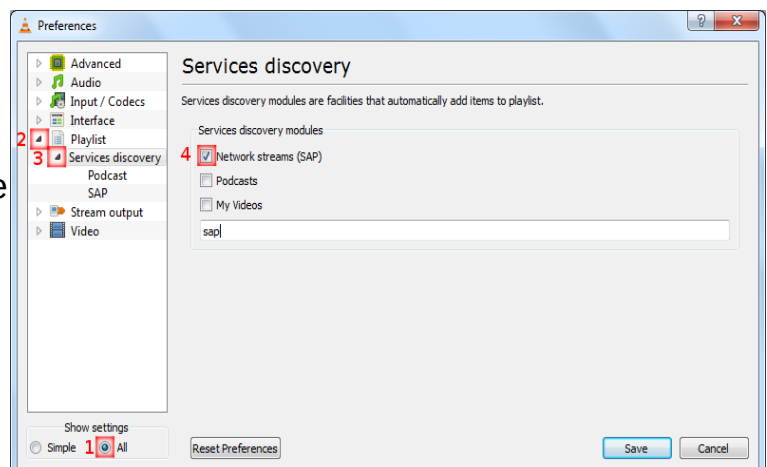 Preferences
?
X
Advanced
Audio
Input / Codecs
Interface
2 Playlist
3 Services discovery
Podcast
SAP
Stream output
Video
e
Show settings
Simple 1 All
Services discovery
Services discovery modules are facilities that automatically add items to playlist.
Services discovery modules
4 Network streams (SAP)
Podcasts
My Videos
sap
Reset Preferences
Save
Cancel